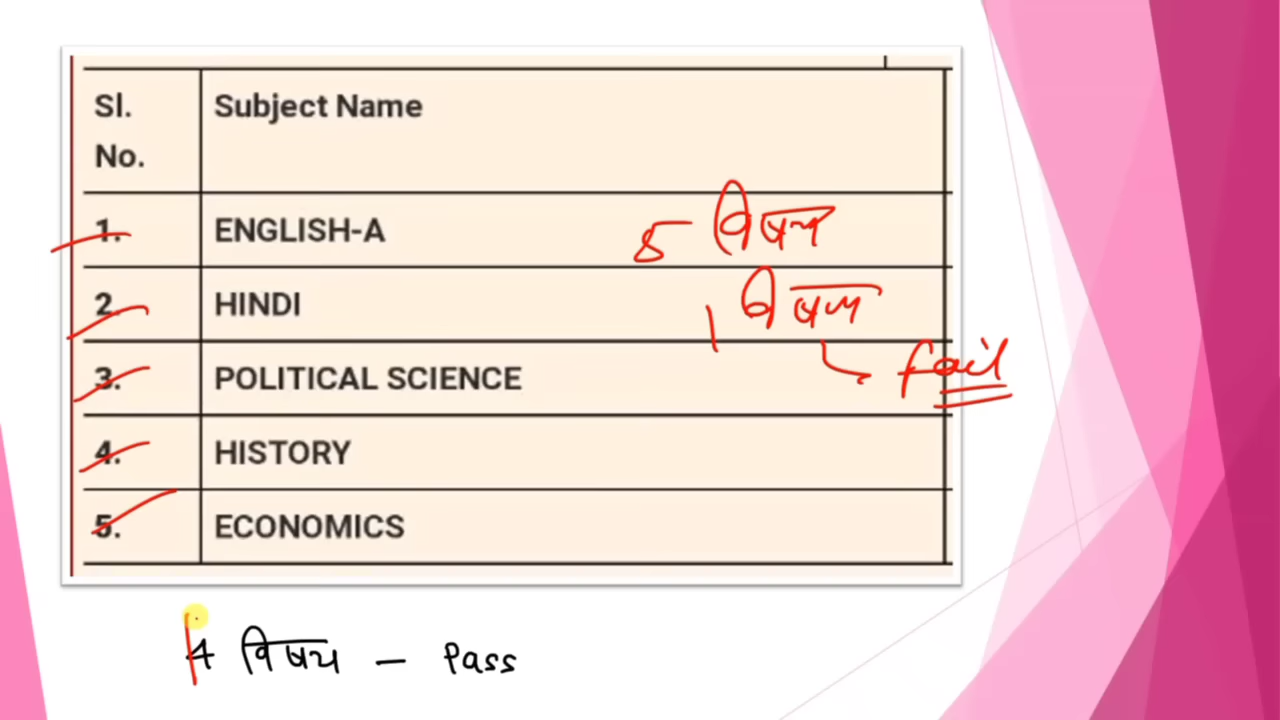 Sl. No. Subject Name
1. ENGLISH-A
5 विषय
2. HINDI
1 विषय
3. POLITICAL SCIENCE
fail
4. HISTORY
5. ECONOMICS
4 विषय - Pass